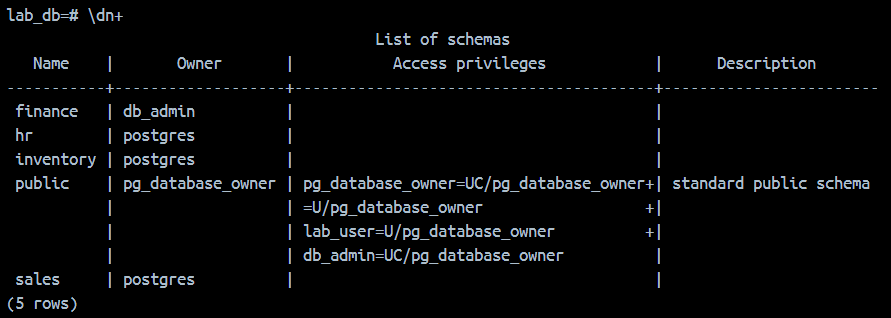 lab_db=# \dn+
                                       List of schemas
   Name    |       Owner       |           Access privileges            |      Description
-----------+-------------------+----------------------------------------+------------------------
 finance   | db_admin          |                                        |
 hr        | postgres          |                                        |
 inventory | postgres          |                                        |
 public    | pg_database_owner | pg_database_owner=UC/pg_database_owner+| standard public schema
           |                   | =U/pg_database_owner                  +|
           |                   | lab_user=U/pg_database_owner          +|
           |                   | db_admin=UC/pg_database_owner          |
 sales     | postgres          |                                        |
(5 rows)